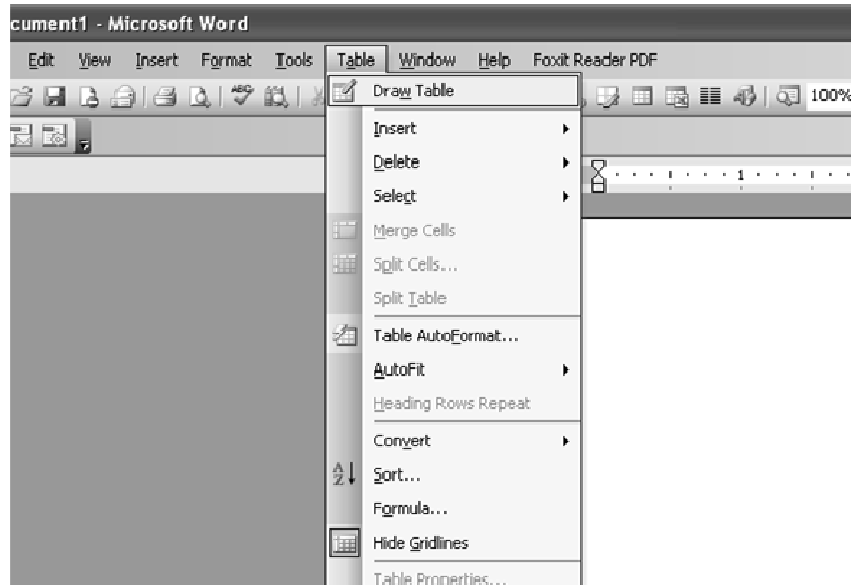 cument1 - Microsoft Word
Edit View Insert Format Tools Table Window Help Foxit Reader PDF
100%
Draw Table
Insert
Delete
Select
1
Merge Cells
Split Cells...
Split Table
Table AutoFormat...
AutoFit
Heading Rows Repeat
Convert
Sort...
Formula...
Hide Gridlines
Table Properties...